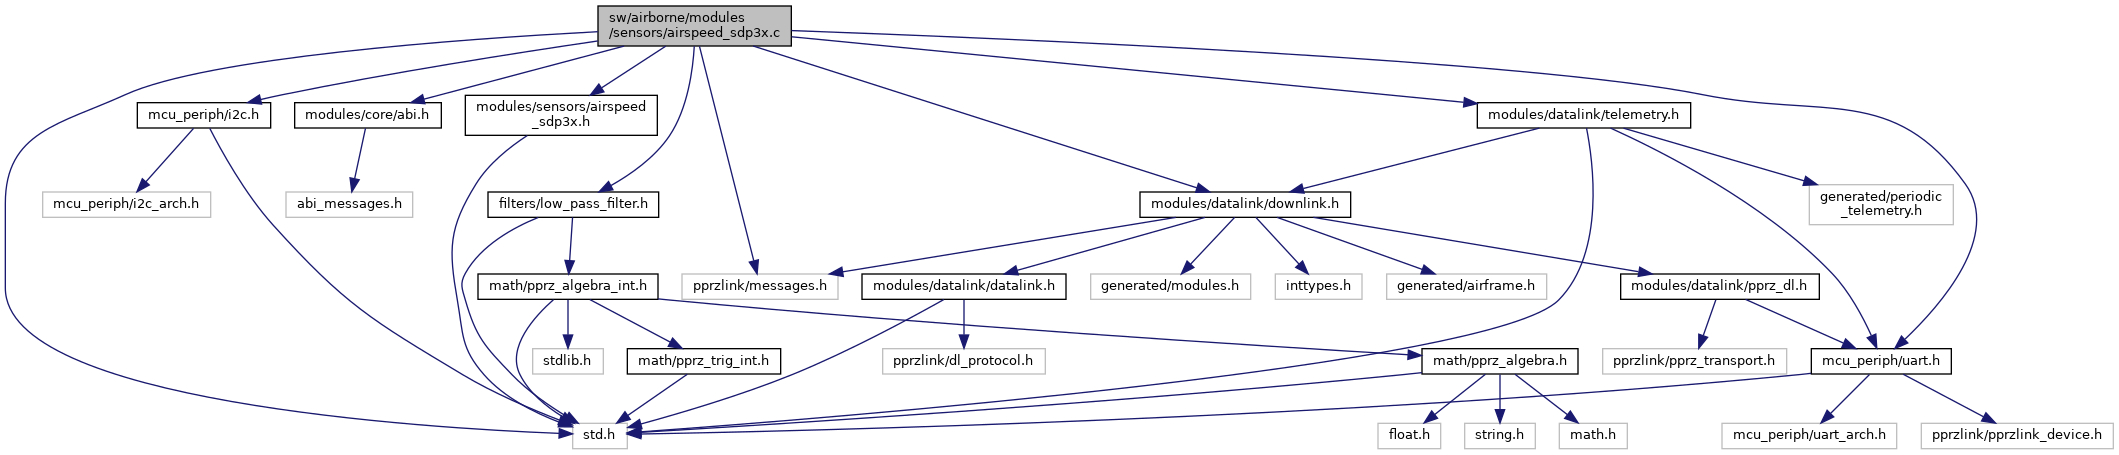 sw/airborne/modules
/sensors/airspeed_sdp3x.c
mcu_periph/i2c.h
modules/core/abi.h
modules/sensors/airspeed
_sdp3x.h
modules/datalink/telemetry.h
mcu_periph/i2c_arch.h
abi_messages.h
filters/low_pass_filter.h
modules/datalink/downlink.h
generated/periodic
_telemetry.h
math/pprz_algebra_int.h
pprzlink/messages.h
modules/datalink/datalink.h
generated/modules.h
inttypes.h
generated/airframe.h
modules/datalink/pprz_dl.h
stdlib.h
math/pprz_trig_int.h
pprzlink/dl_protocol.h
math/pprz_algebra.h
pprzlink/pprz_transport.h
mcu_periph/uart.h
std.h
float.h
string.h
math.h
mcu_periph/uart_arch.h
pprzlink/pprzlink_device.h